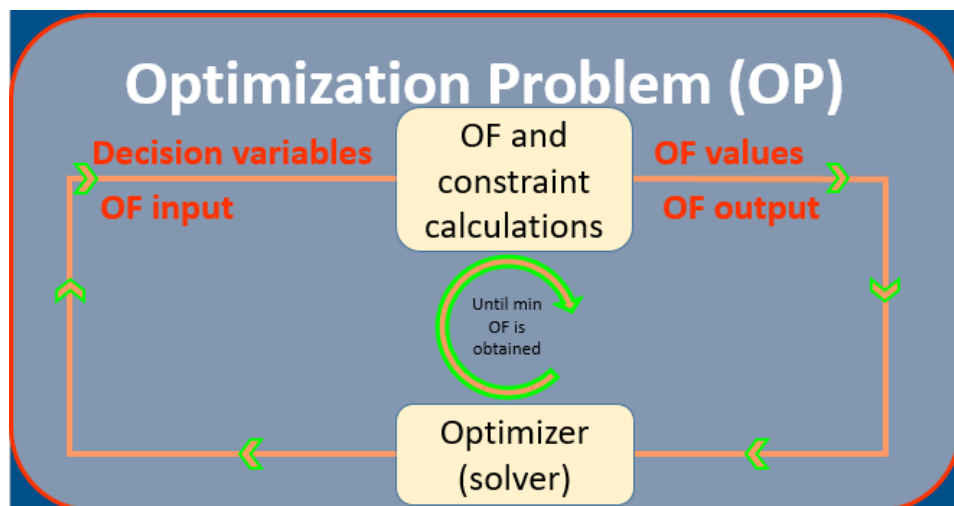 Optimization Problem (OP)
Decision variables
OF input
OF and
constraint
calculations
OF values
OF output
Until min
OF is
obtained
Optimizer
(solver)